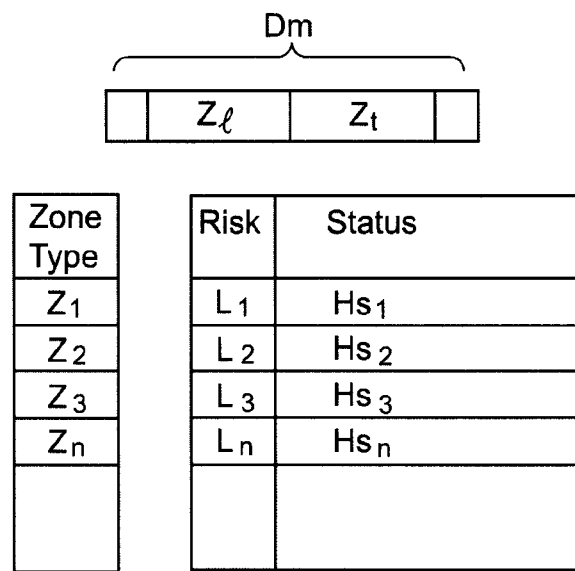 Dm
Zℓ Zt
Zone Type Risk Status
Z1 L1 Hs1
Z2 L2 Hs2
Z3 L3 Hs3
Zn Ln Hsn